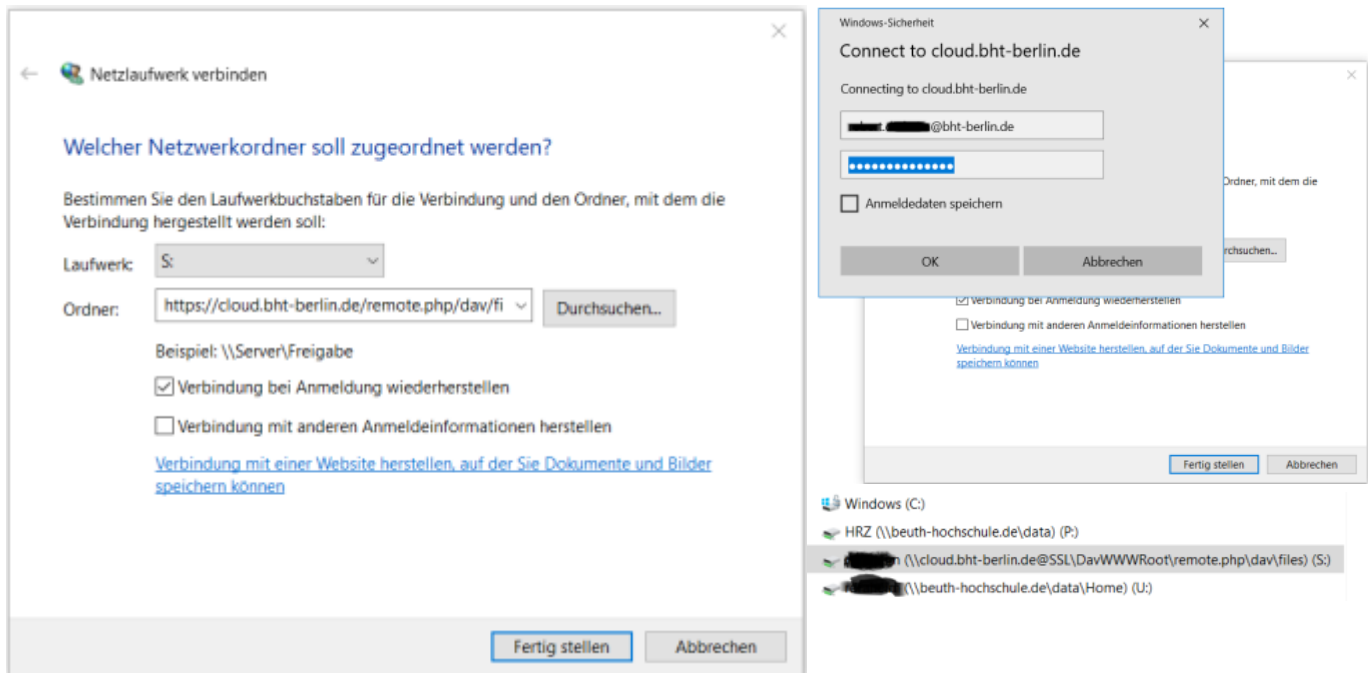 Netzlaufwerk verbinden
Welcher Netzwerkordner soll zugeordnet werden?
Bestimmen Sie den Laufwerkbuchstaben für die Verbindung und den Ordner, mit dem die
Verbindung hergestellt werden soll:
Laufwerk: S:
Ordner: https://cloud.bht-berlin.de/remote.php/dav/fi Durchsuchen...
Beispiel: \\Server\Freigabe
Verbindung bei Anmeldung wiederherstellen
Verbindung mit anderen Anmeldeinformationen herstellen
Verbindung mit einer Website herstellen, auf der Sie Dokumente und Bilder
speichern können
Fertig stellen Abbrechen
Windows-Sicherheit
Connect to cloud.bht-berlin.de
Connecting to cloud.bht-berlin.de
@bht-berlin.de
Anmeldedaten speichern
OK Abbrechen
Ordner, mit dem die
rchsuchen...
Verbindung bei Anmeldung wiederherstellen
Verbindung mit anderen Anmeldeinformationen herstellen
Verbindung mit einer Website herstellen, auf der Sie Dokumente und Bilder
speichern können
Fertig stellen Abbrechen
Windows (C:)
HRZ (\\beuth-hochschule.de\data) (P:)
(\\cloud.bht-berlin.de@SSL\DavWWWRoot\remote.php\dav\files) (S:)
(\\beuth-hochschule.de\data\Home) (U:)